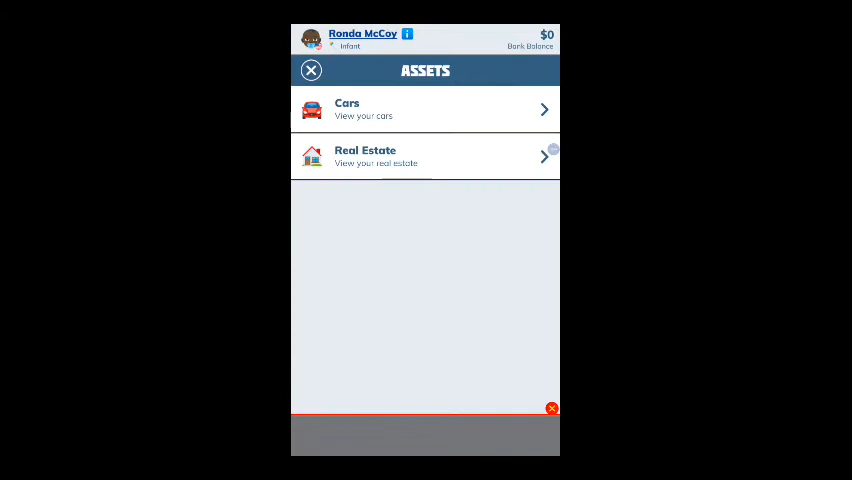 Ronda McCoy
$0
Infant
Bank Balance
ASSETS
Cars
View your cars
Real Estate
View your real estate